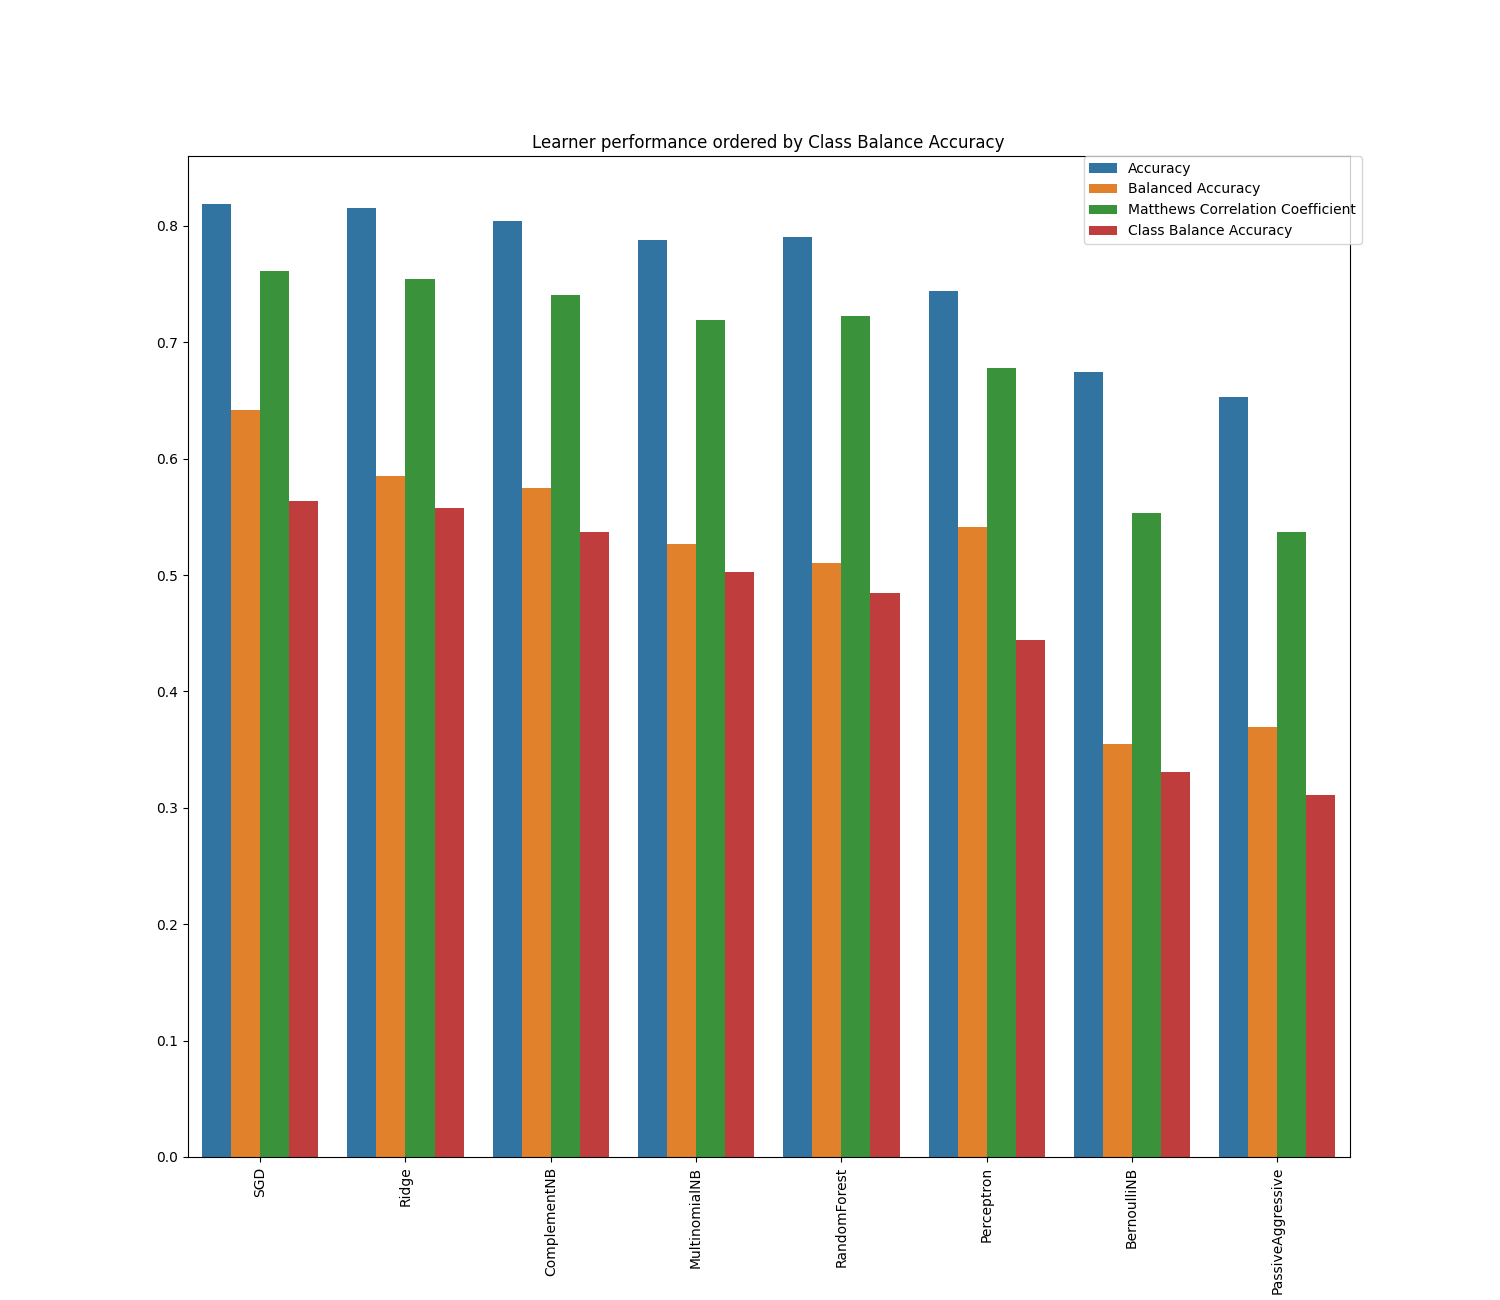 Learner performance ordered by Class Balance Accuracy
Accuracy
Balanced Accuracy
Matthews Correlation Coefficient
Class Balance Accuracy
0.8
0.7
0.6
0.5
0.4
0.3
0.2
0.1
0.0
SGD
Ridge
ComplementNB
MultinomialNB
RandomForest
Perceptron
BernoulliNB
PassiveAggressive